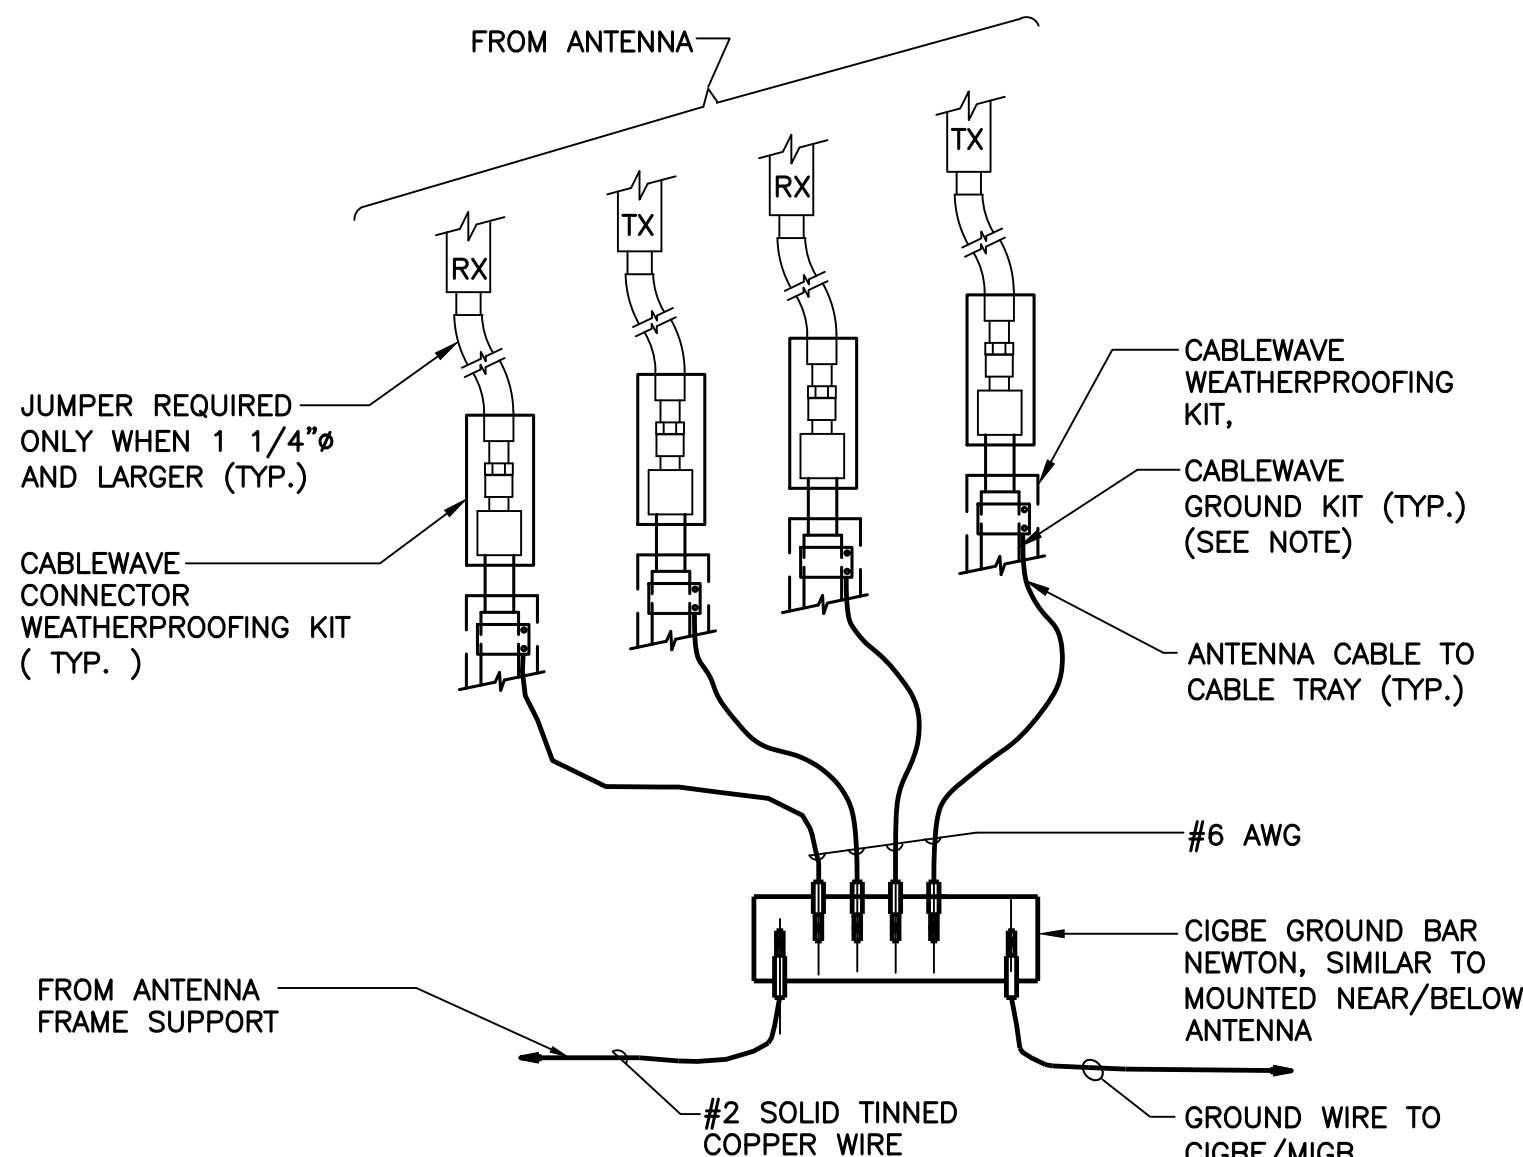 FROM ANTENNA
TX
RX
TX
RX
JUMPER REQUIRED
ONLY WHEN 1 1/4"ø
AND LARGER (TYP.)
CABLEWAVE
CONNECTOR
WEATHERPROOFING KIT
( TYP. )
CABLEWAVE
WEATHERPROOFING
KIT,
CABLEWAVE
GROUND KIT (TYP.)
(SEE NOTE)
ANTENNA CABLE TO
CABLE TRAY (TYP.)
#6 AWG
CIGBE GROUND BAR
NEWTON, SIMILAR TO
MOUNTED NEAR/BELOW
ANTENNA
FROM ANTENNA
FRAME SUPPORT
#2 SOLID TINNED
COPPER WIRE
GROUND WIRE TO
CIGBE/MIGB